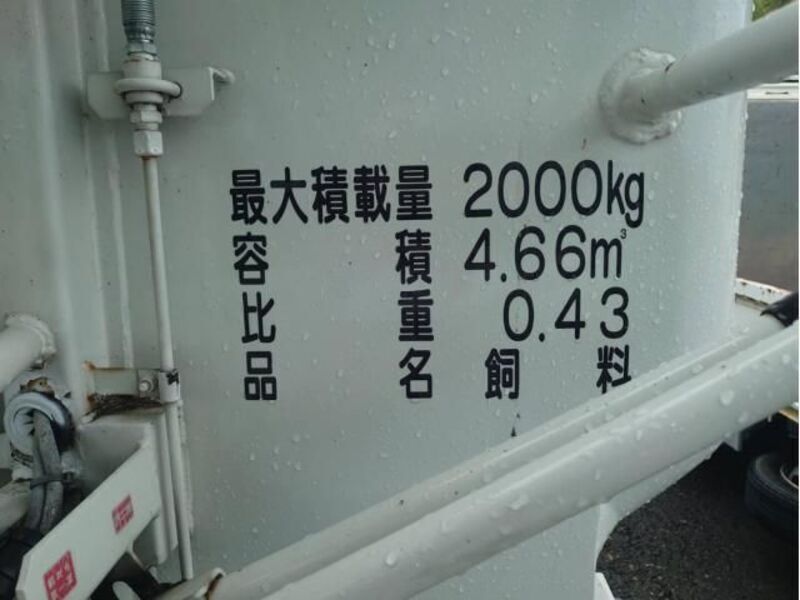 最大積載量 2000kg
容積 4.66m³
比重 0.43
品名 飼料